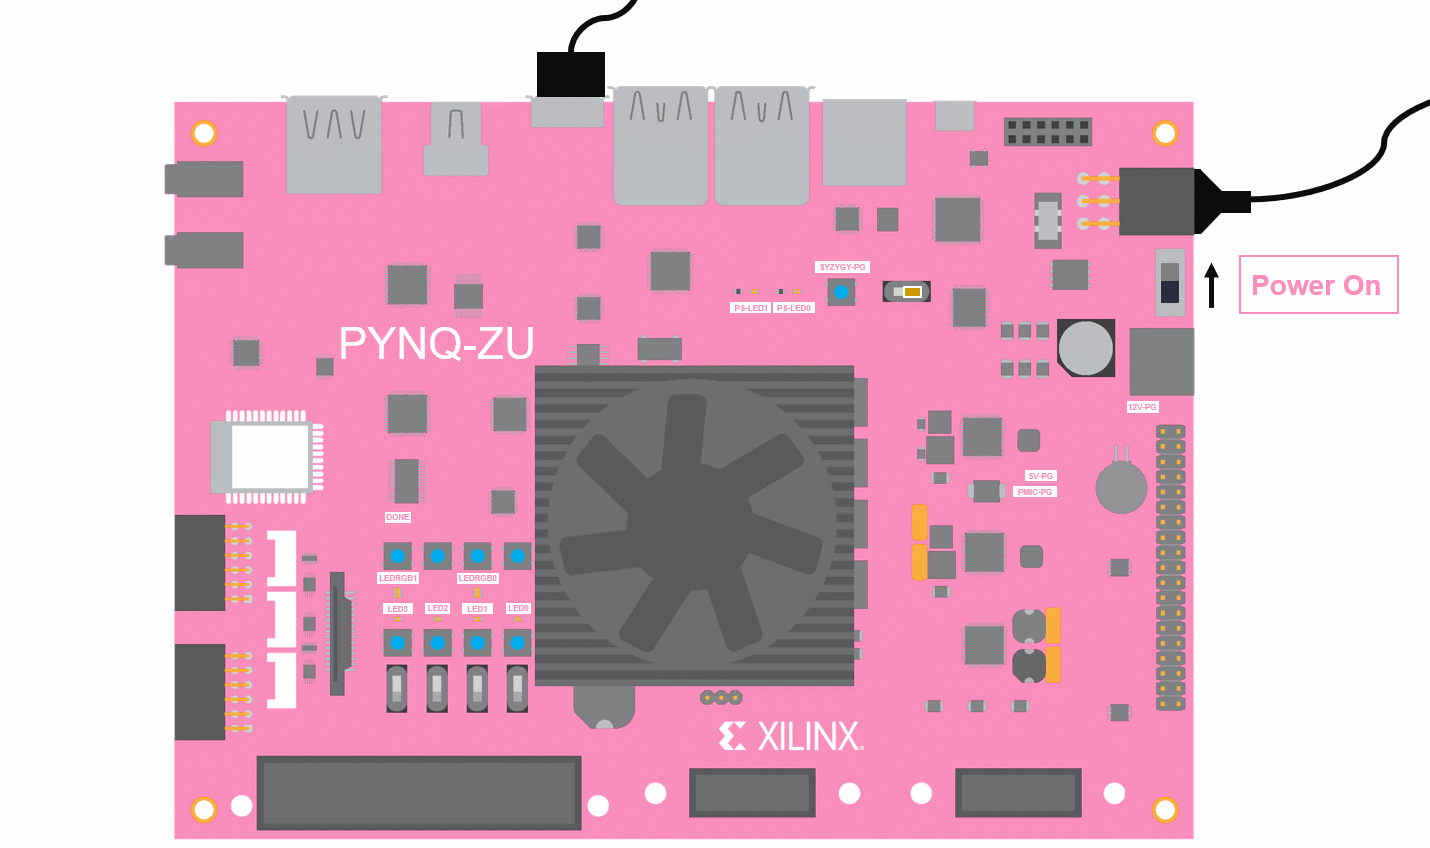 SYZYGY-PG
Power On
PS-LED1 PS-LED0
PYNQ-ZU
12V-PG
5V-PG
PMIC-PG
DONE
LEDRGB1 LEDRGB0
LED3 LED2 LED1 LED0
XILINX